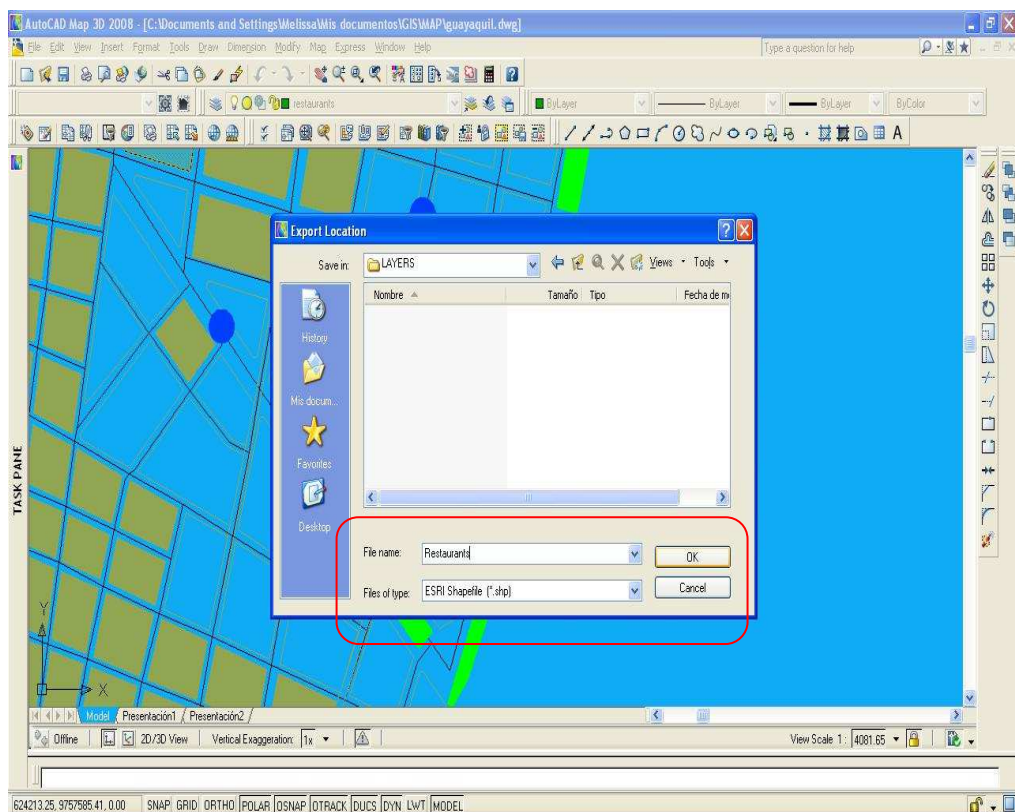 AutoCAD Map 3D 2008 - [C:\Documents and Settings\Melissa\Mis documentos\GIS\MAP\guayaquil.dwg]
File Edit View Insert Format Tools Draw Dimension Modify Map Express Window Help
Type a question for help
restaurants
ByLayer
ByLayer
ByLayer
ByColor
A
Export Location
Save in:
LAYERS
Views
Tools
Nombre
Tamaño
Tipo
Fecha de m
History
Mis docum...
Favorites
Desktop
File name:
Restaurants
OK
Files of type:
ESRI Shapefile (*.shp)
Cancel
TASK PANE
Y
X
Model
Presentación1
Presentación2
Offline
2D/3D View
Vertical Exaggeration:
1x
View Scale 1:
4081.65
624213.25, 9757585.41, 0.00
SNAP GRID ORTHO POLAR OSNAP OTRACK DUCS DYN LWT MODEL